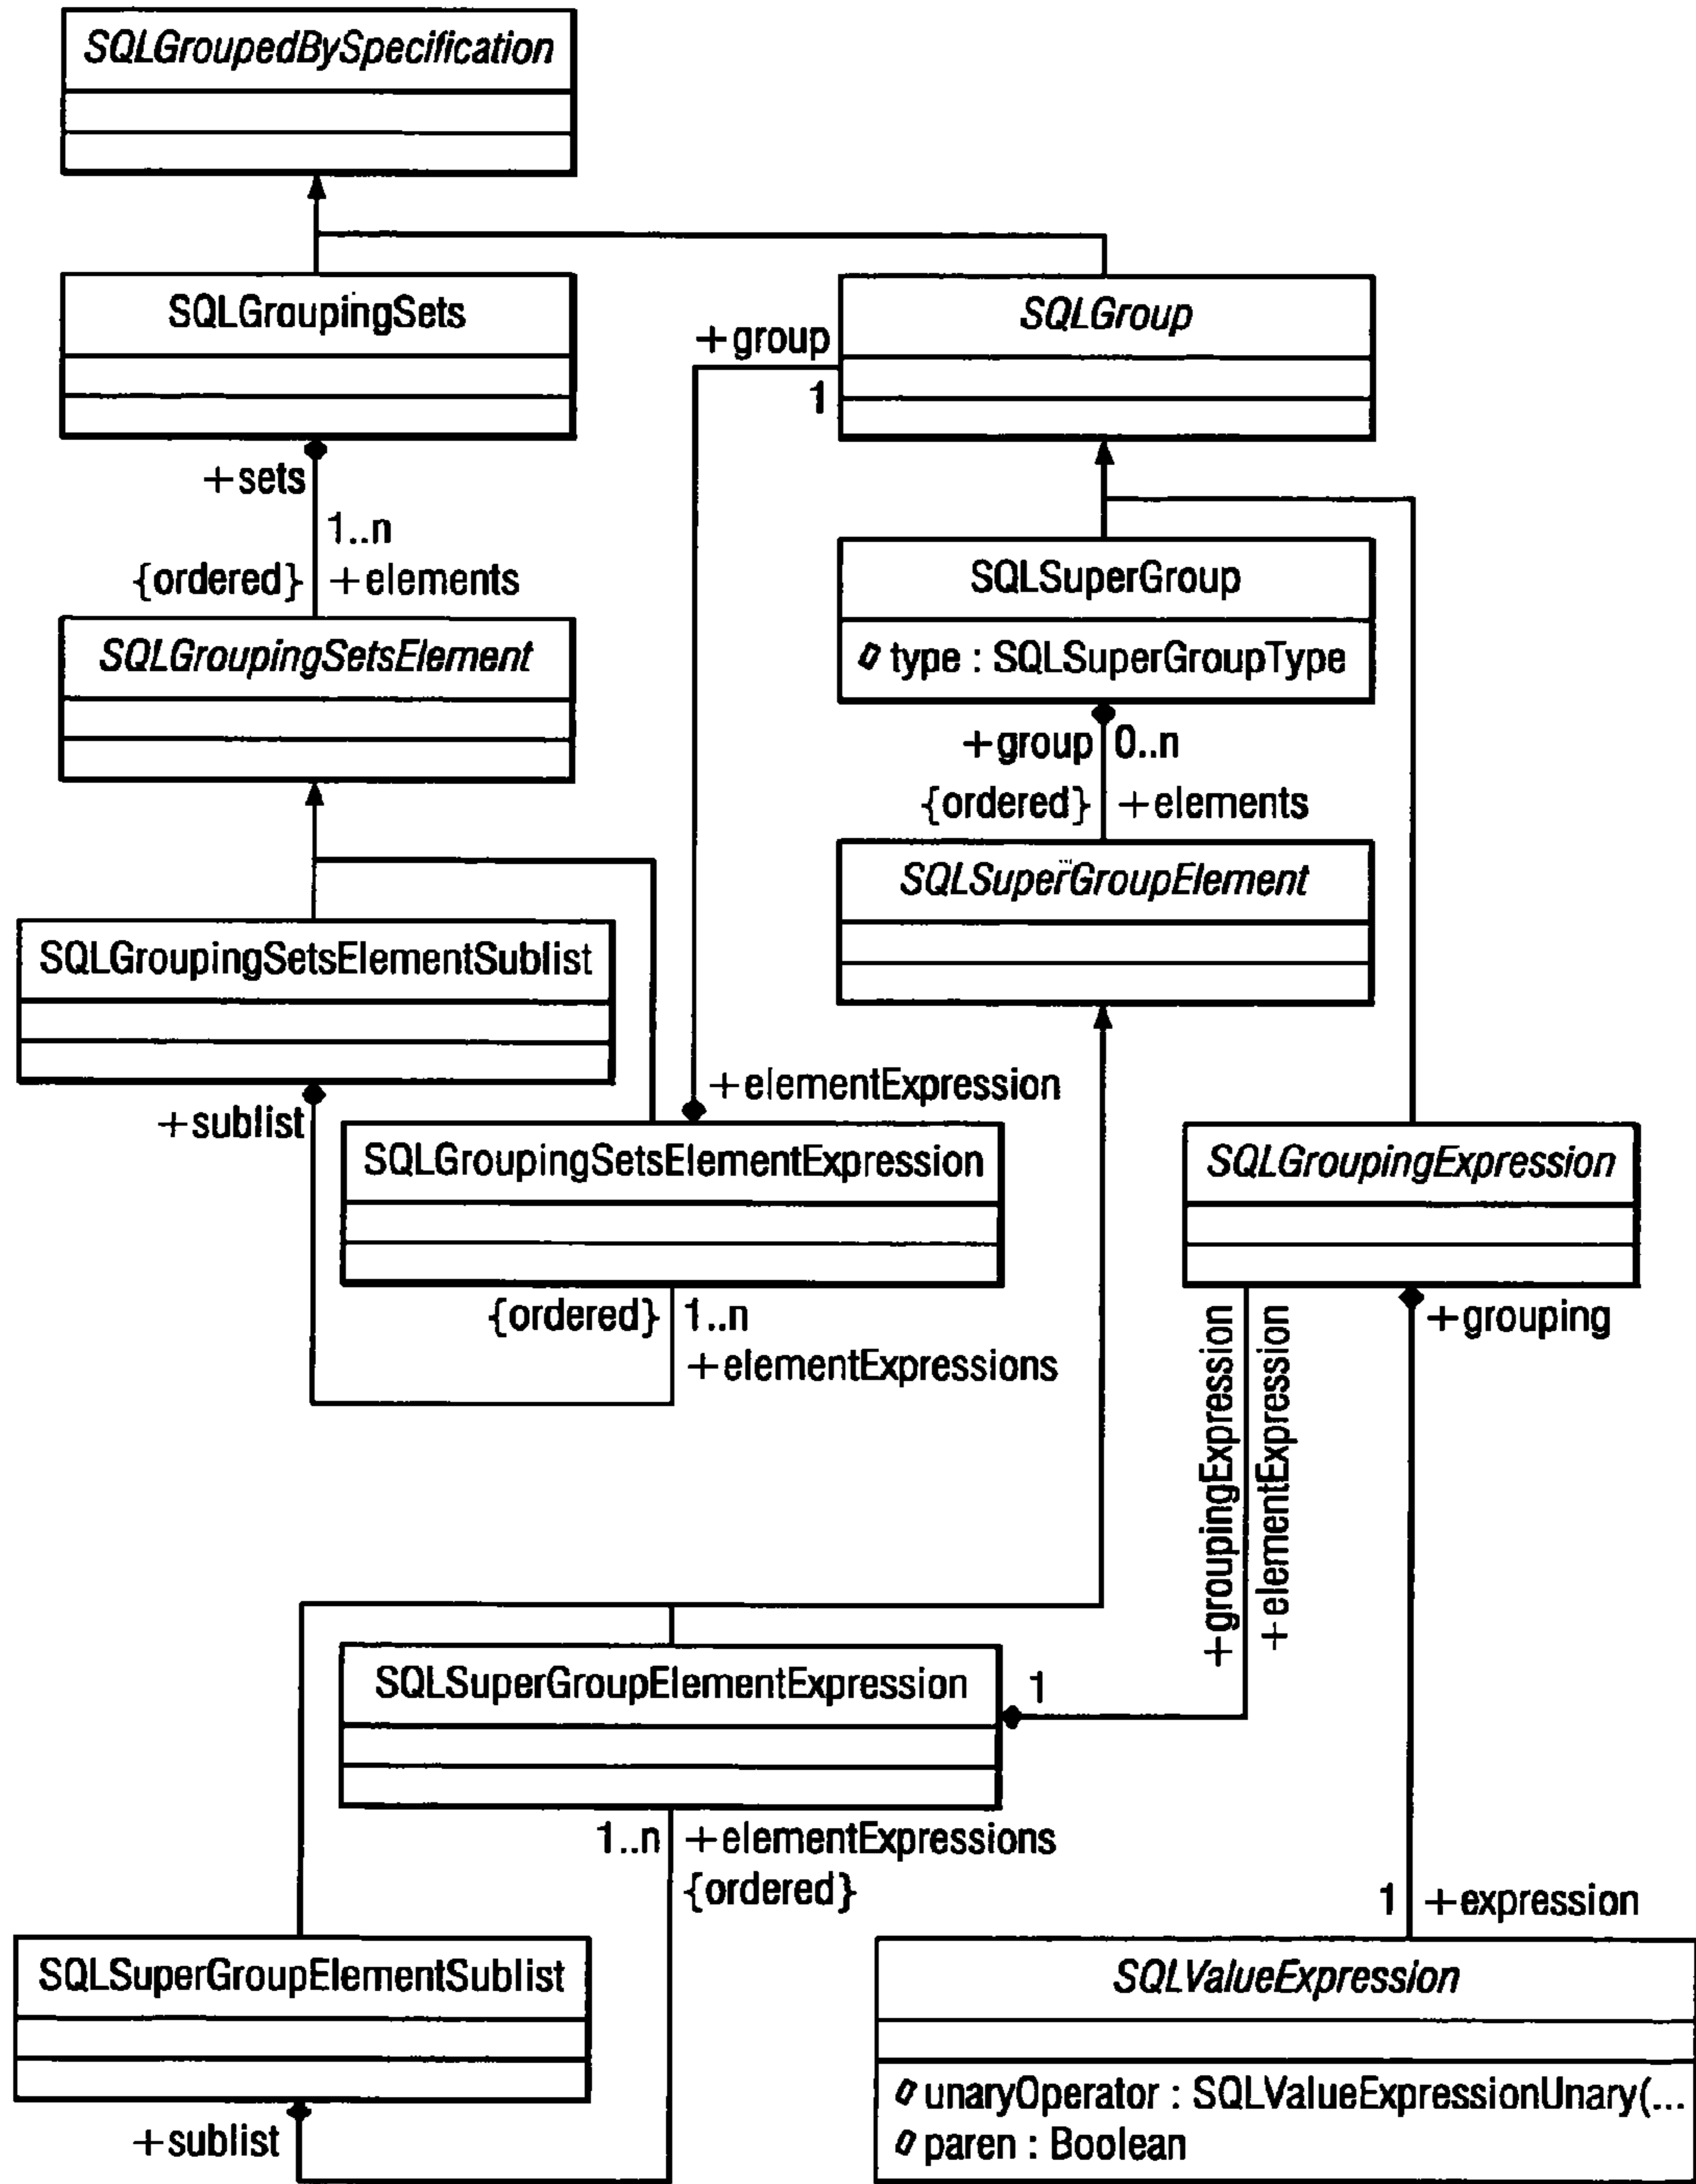 SQLGroupedBySpecification
SQLGroupingSets
SQLGroup
+group
1
+sets
1..n
{ordered} +elements
SQLSuperGroup
type : SQLSuperGroupType
SQLGroupingSetsElement
+group 0..n
{ordered} +elements
SQLSuperGroupElement
SQLGroupingSetsElementSublist
+sublist
+elementExpression
SQLGroupingSetsElementExpression
SQLGroupingExpression
{ordered} 1..n
+elementExpressions
+grouping
+groupingExpression
+elementExpression
SQLSuperGroupElementExpression
1
1..n +elementExpressions
{ordered}
1 +expression
SQLSuperGroupElementSublist
+sublist
SQLValueExpression
unaryOperator : SQLValueExpressionUnary(...
paren : Boolean